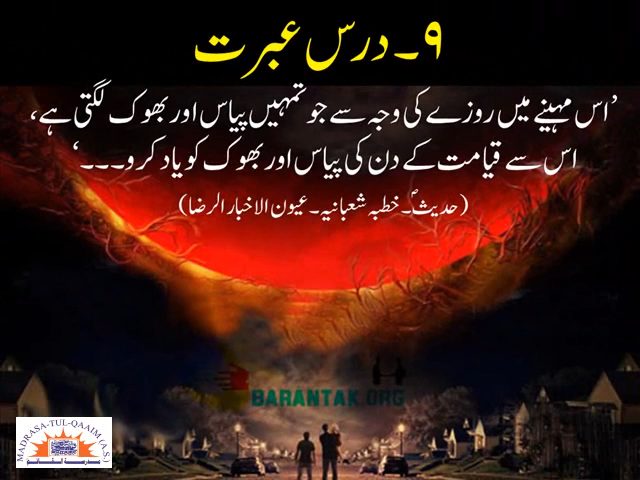 ۹۔ درس عبرت
’اس مہینے میں روزے کی وجہ سے جو تمہیں پیاس اور بھوک لگتی ہے،
اس سے قیامت کے دن کی پیاس اور بھوک کو یاد کرو۔۔۔‘
(حدیثؐ۔ خطبہ شعبانیہ۔ عیون الاخبار الرضا)
BARANTAK.ORG
MADRASA-TUL-QAAIM (A.S)
مدرسۃ القائم